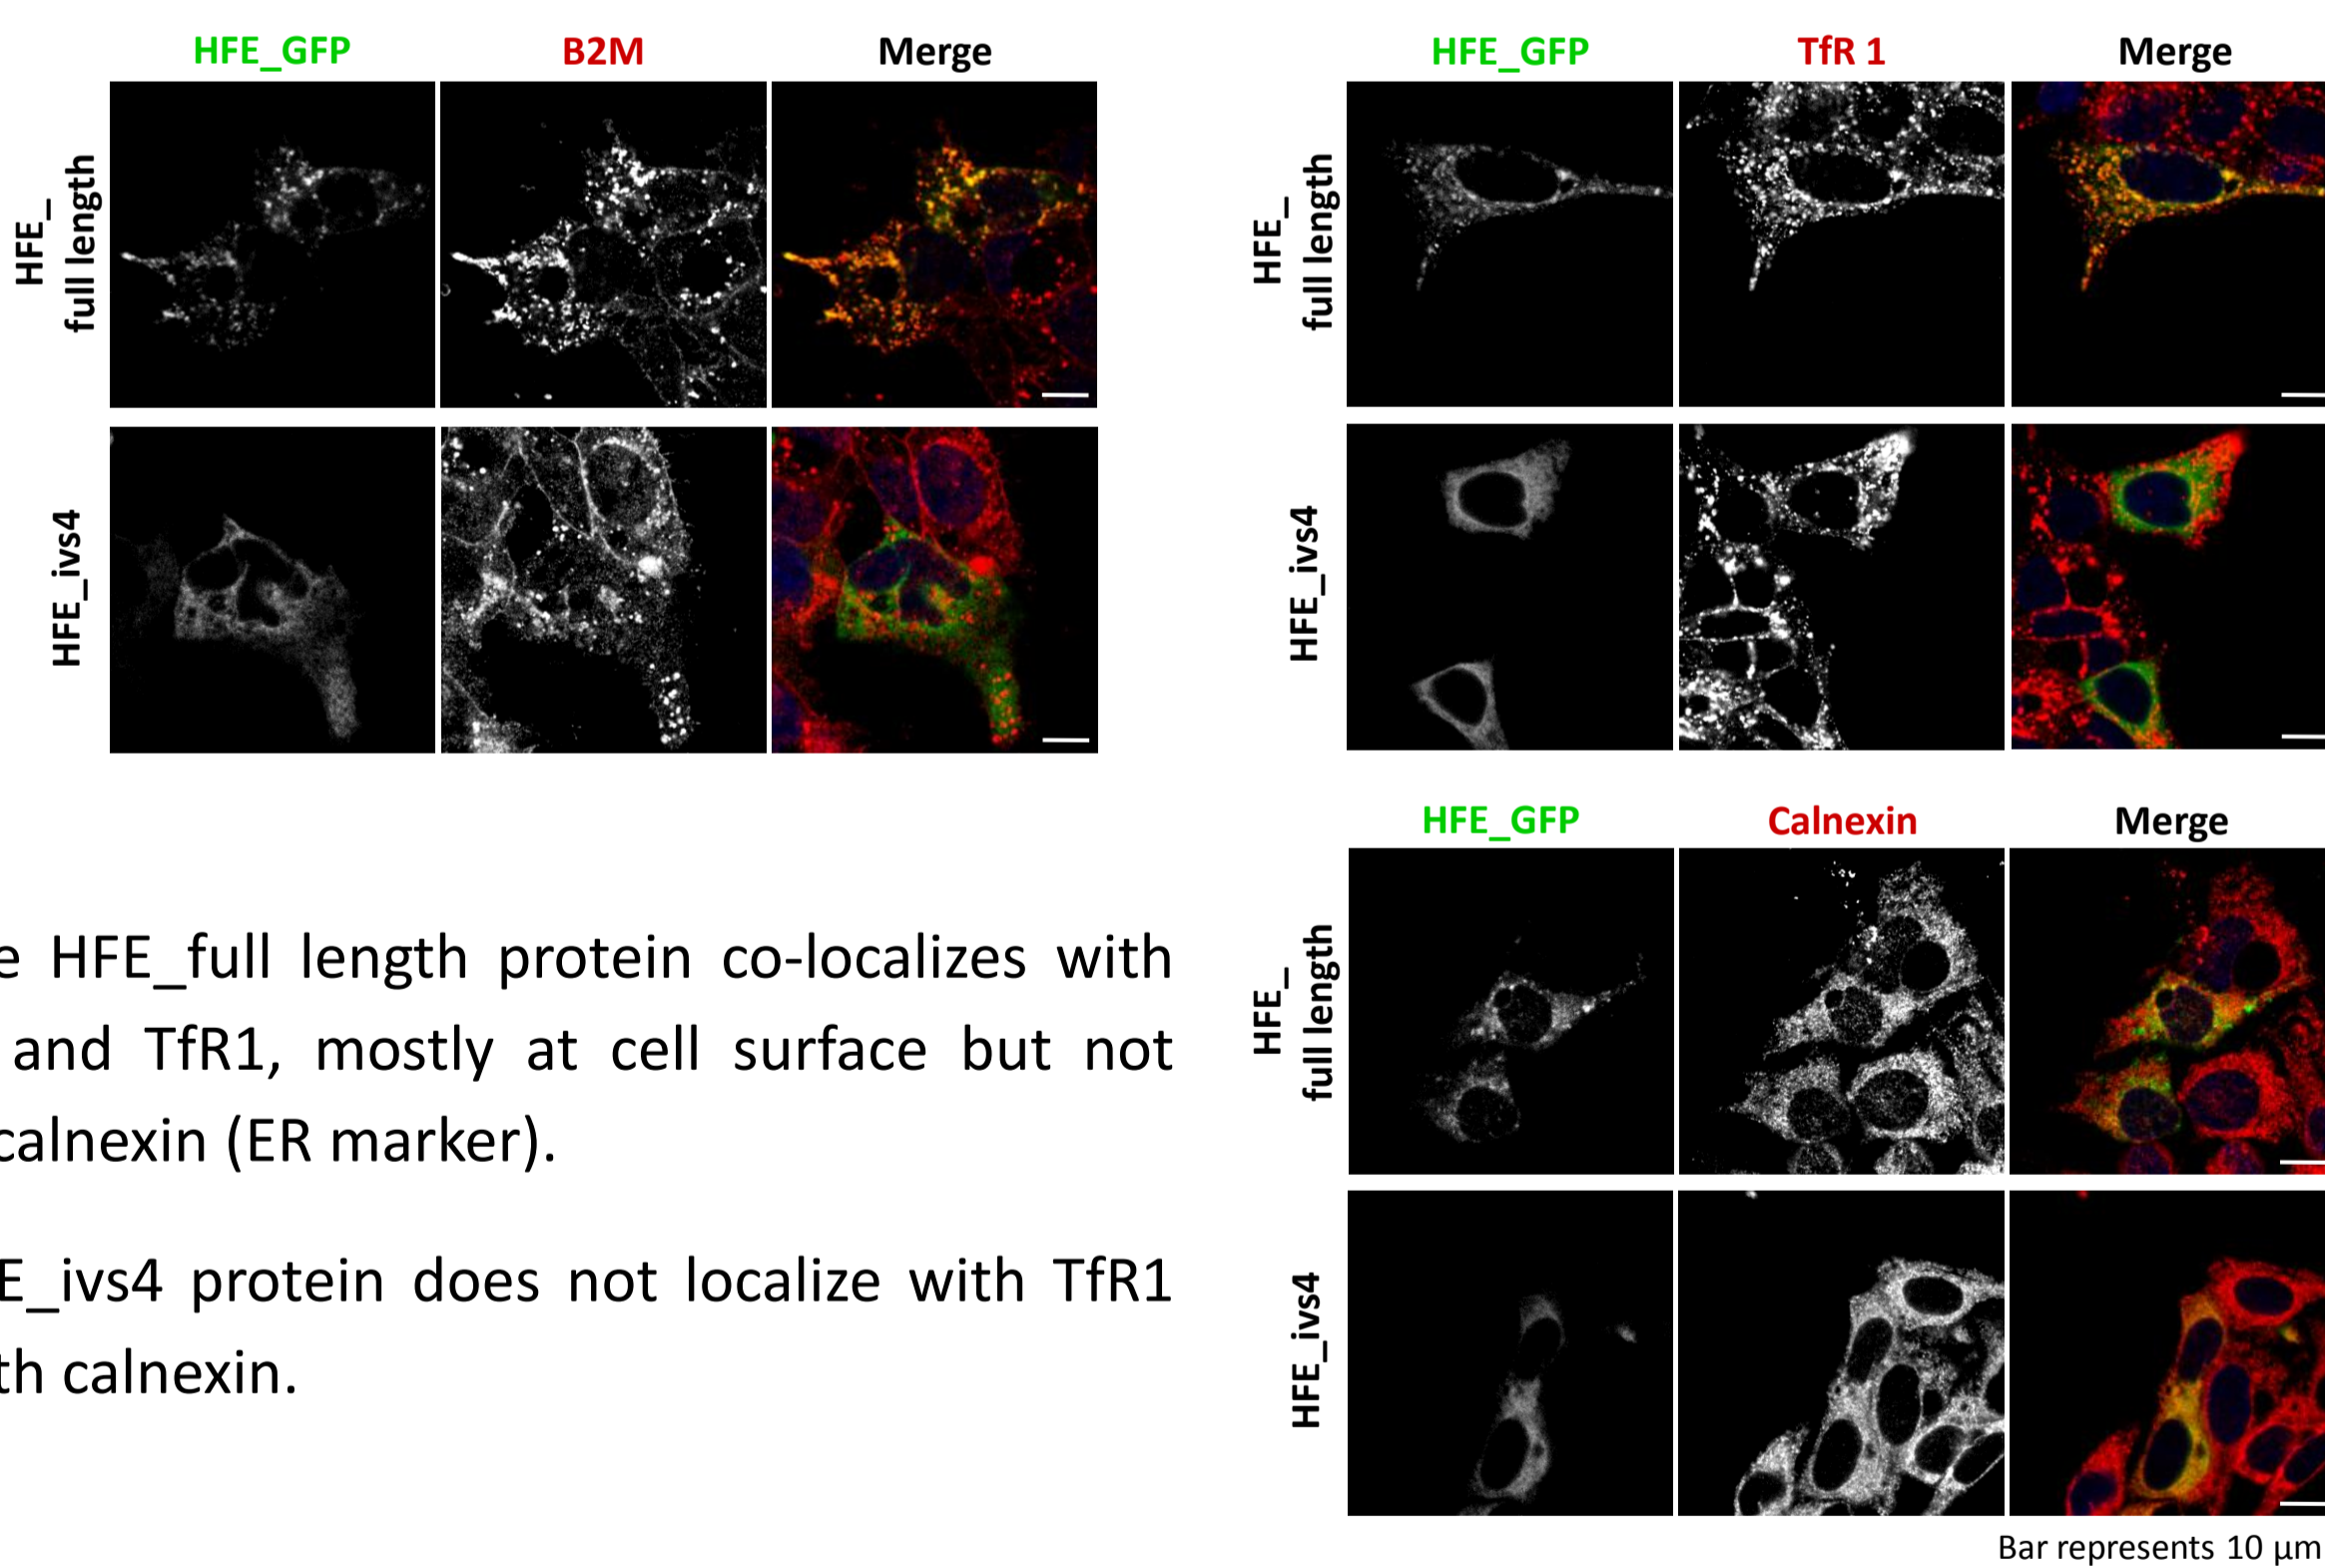 HFE_GFP B2M Merge
HFE_
full length
HFE_ivs4
HFE_GFP TfR 1 Merge
HFE_
full length
HFE_ivs4
HFE_GFP Calnexin Merge
HFE_
full length
HFE_ivs4
Bar represents 10 μm
e HFE_full length protein co-localizes with
and TfR1, mostly at cell surface but not
calnexin (ER marker).
E_ivs4 protein does not localize with TfR1
th calnexin.